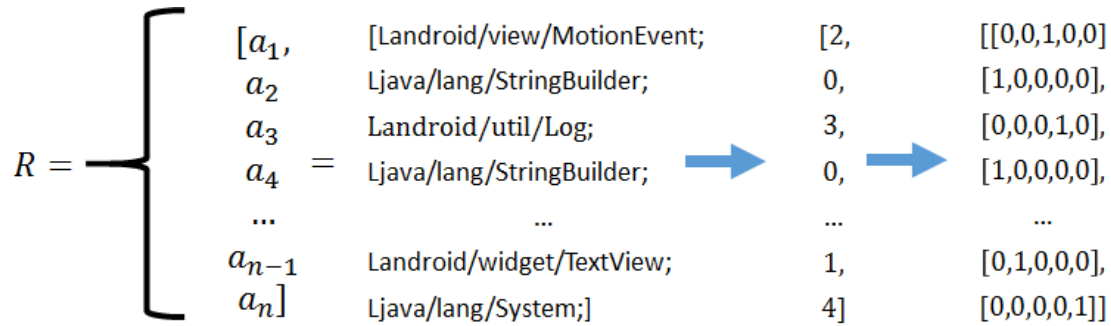 [a₁, [Landroid/view/MotionEvent; [2, [[0,0,1,0,0]
a₂ Ljava/lang/StringBuilder; 0, [1,0,0,0,0],
a₃ Landroid/util/Log; 3, [0,0,0,1,0],
R = a₄ = Ljava/lang/StringBuilder; 0, [1,0,0,0,0],
... ... ... ...
aₙ₋₁ Landroid/widget/TextView; 1, [0,1,0,0,0],
aₙ] Ljava/lang/System;] 4] [0,0,0,0,1]]